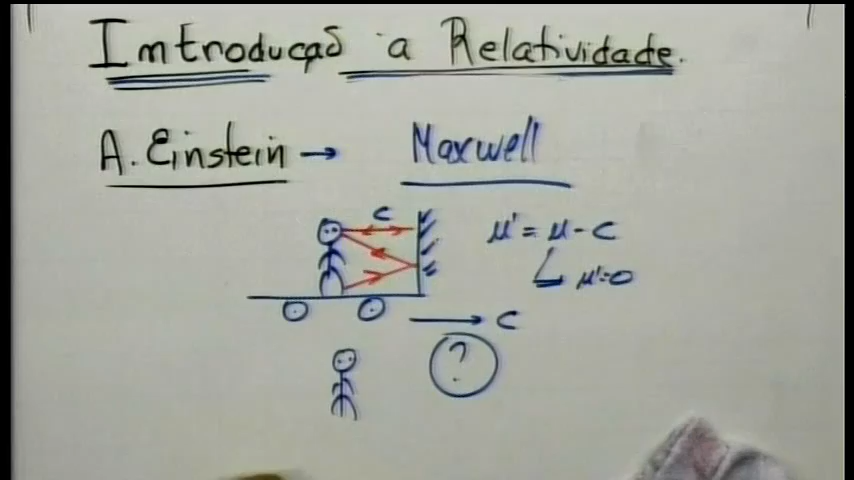 Introdução a Relatividade.
A. Einstein → Maxwell
c
μ' = μ - c
μ'=0
c
?